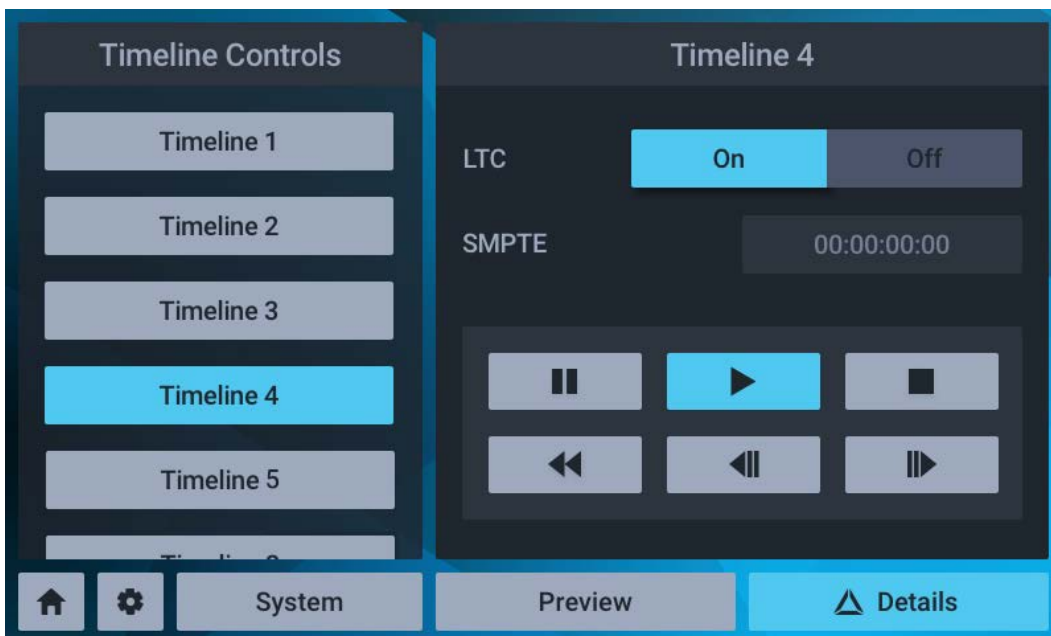 Timeline Controls
Timeline 1
Timeline 2
Timeline 3
Timeline 4
Timeline 5
Timeline 4
LTC On Off
SMPTE 00:00:00:00
System Preview Details